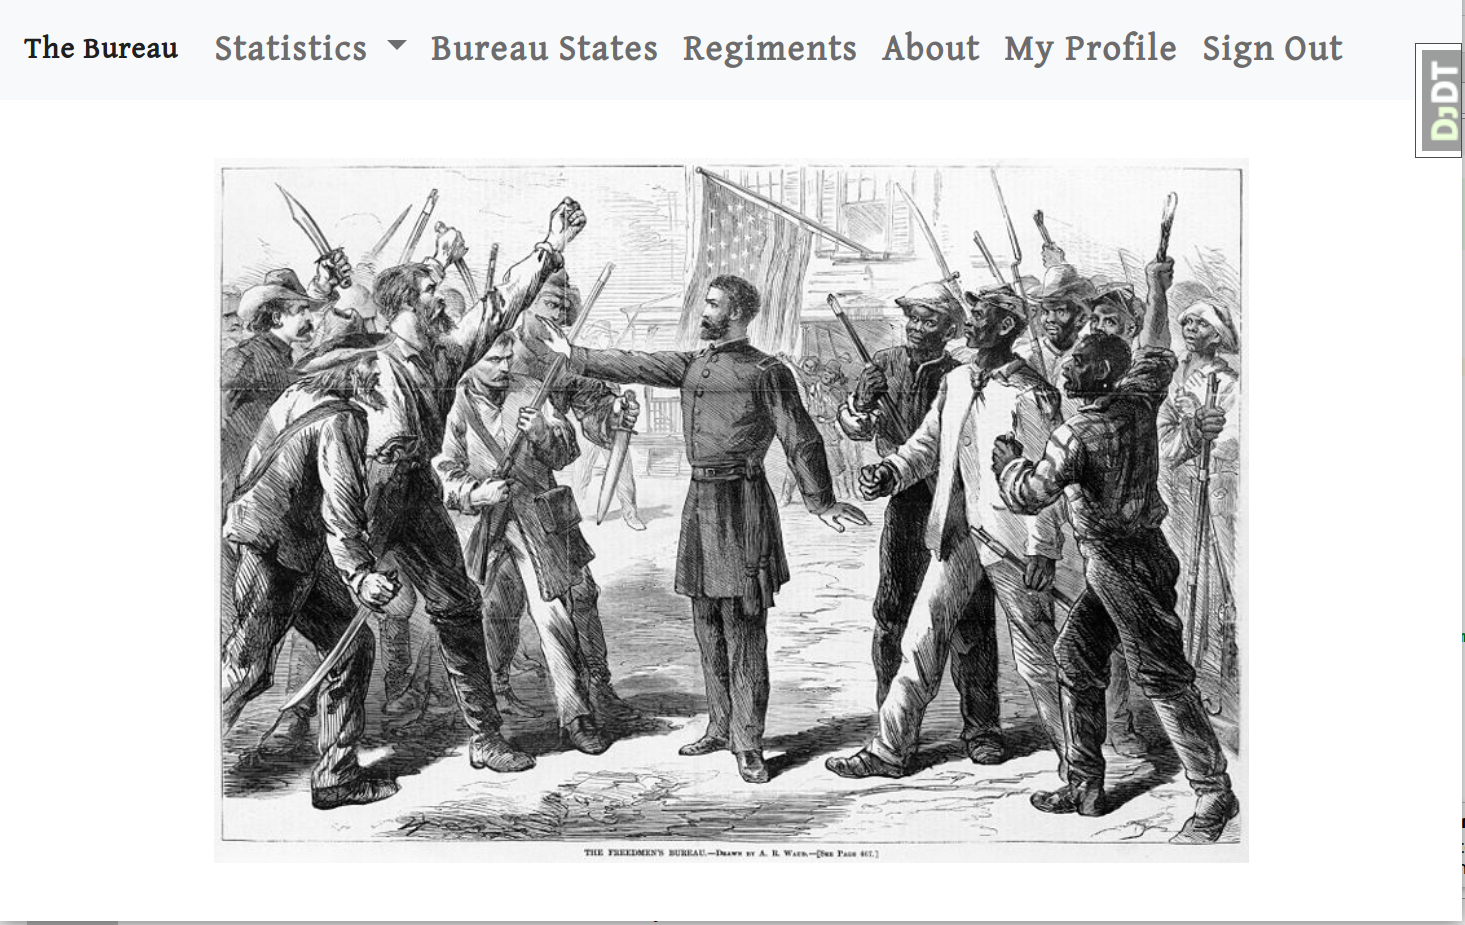 The Bureau Statistics Bureau States Regiments About My Profile Sign Out
DJDT
THE FREEDMEN'S BUREAU.—Drawn by A. R. Waud.—[See Page 467.]